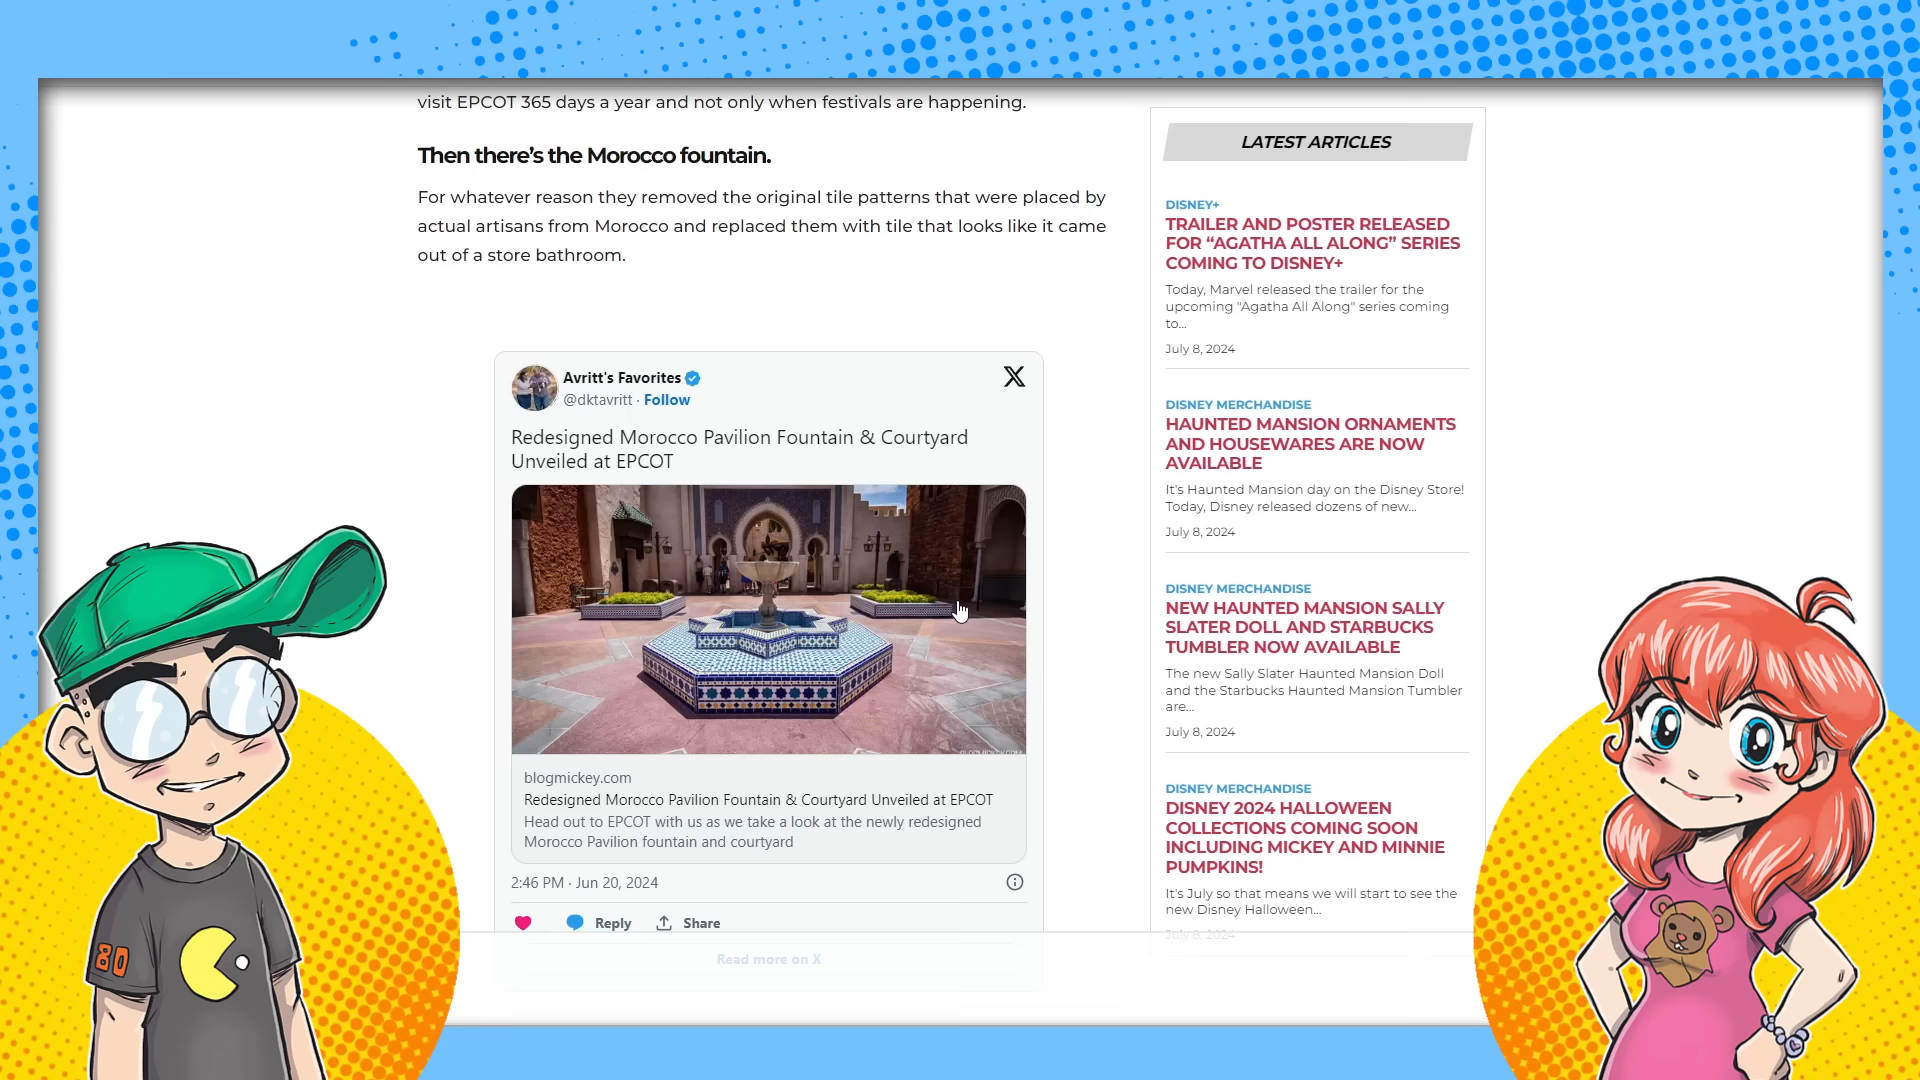 visit EPCOT 365 days a year and not only when festivals are happening.
Then there's the Morocco fountain.
For whatever reason they removed the original tile patterns that were placed by
actual artisans from Morocco and replaced them with tile that looks like it came
out of a store bathroom.
Avritt's Favorites
@dktavritt · Follow
Redesigned Morocco Pavilion Fountain & Courtyard
Unveiled at EPCOT
BLOGMICKEY.COM
blogmickey.com
Redesigned Morocco Pavilion Fountain & Courtyard Unveiled at EPCOT
Head out to EPCOT with us as we take a look at the newly redesigned
Morocco Pavilion fountain and courtyard
2:46 PM · Jun 20, 2024
Reply
Share
Read more on X
LATEST ARTICLES
DISNEY+
TRAILER AND POSTER RELEASED
FOR “AGATHA ALL ALONG” SERIES
COMING TO DISNEY+
Today, Marvel released the trailer for the
upcoming "Agatha All Along" series coming
to...
July 8, 2024
DISNEY MERCHANDISE
HAUNTED MANSION ORNAMENTS
AND HOUSEWARES ARE NOW
AVAILABLE
It's Haunted Mansion day on the Disney Store!
Today, Disney released dozens of new...
July 8, 2024
DISNEY MERCHANDISE
NEW HAUNTED MANSION SALLY
SLATER DOLL AND STARBUCKS
TUMBLER NOW AVAILABLE
The new Sally Slater Haunted Mansion Doll
and the Starbucks Haunted Mansion Tumbler
are...
July 8, 2024
DISNEY MERCHANDISE
DISNEY 2024 HALLOWEEN
COLLECTIONS COMING SOON
INCLUDING MICKEY AND MINNIE
PUMPKINS!
It's July so that means we will start to see the
new Disney Halloween...
July 8, 2024
80